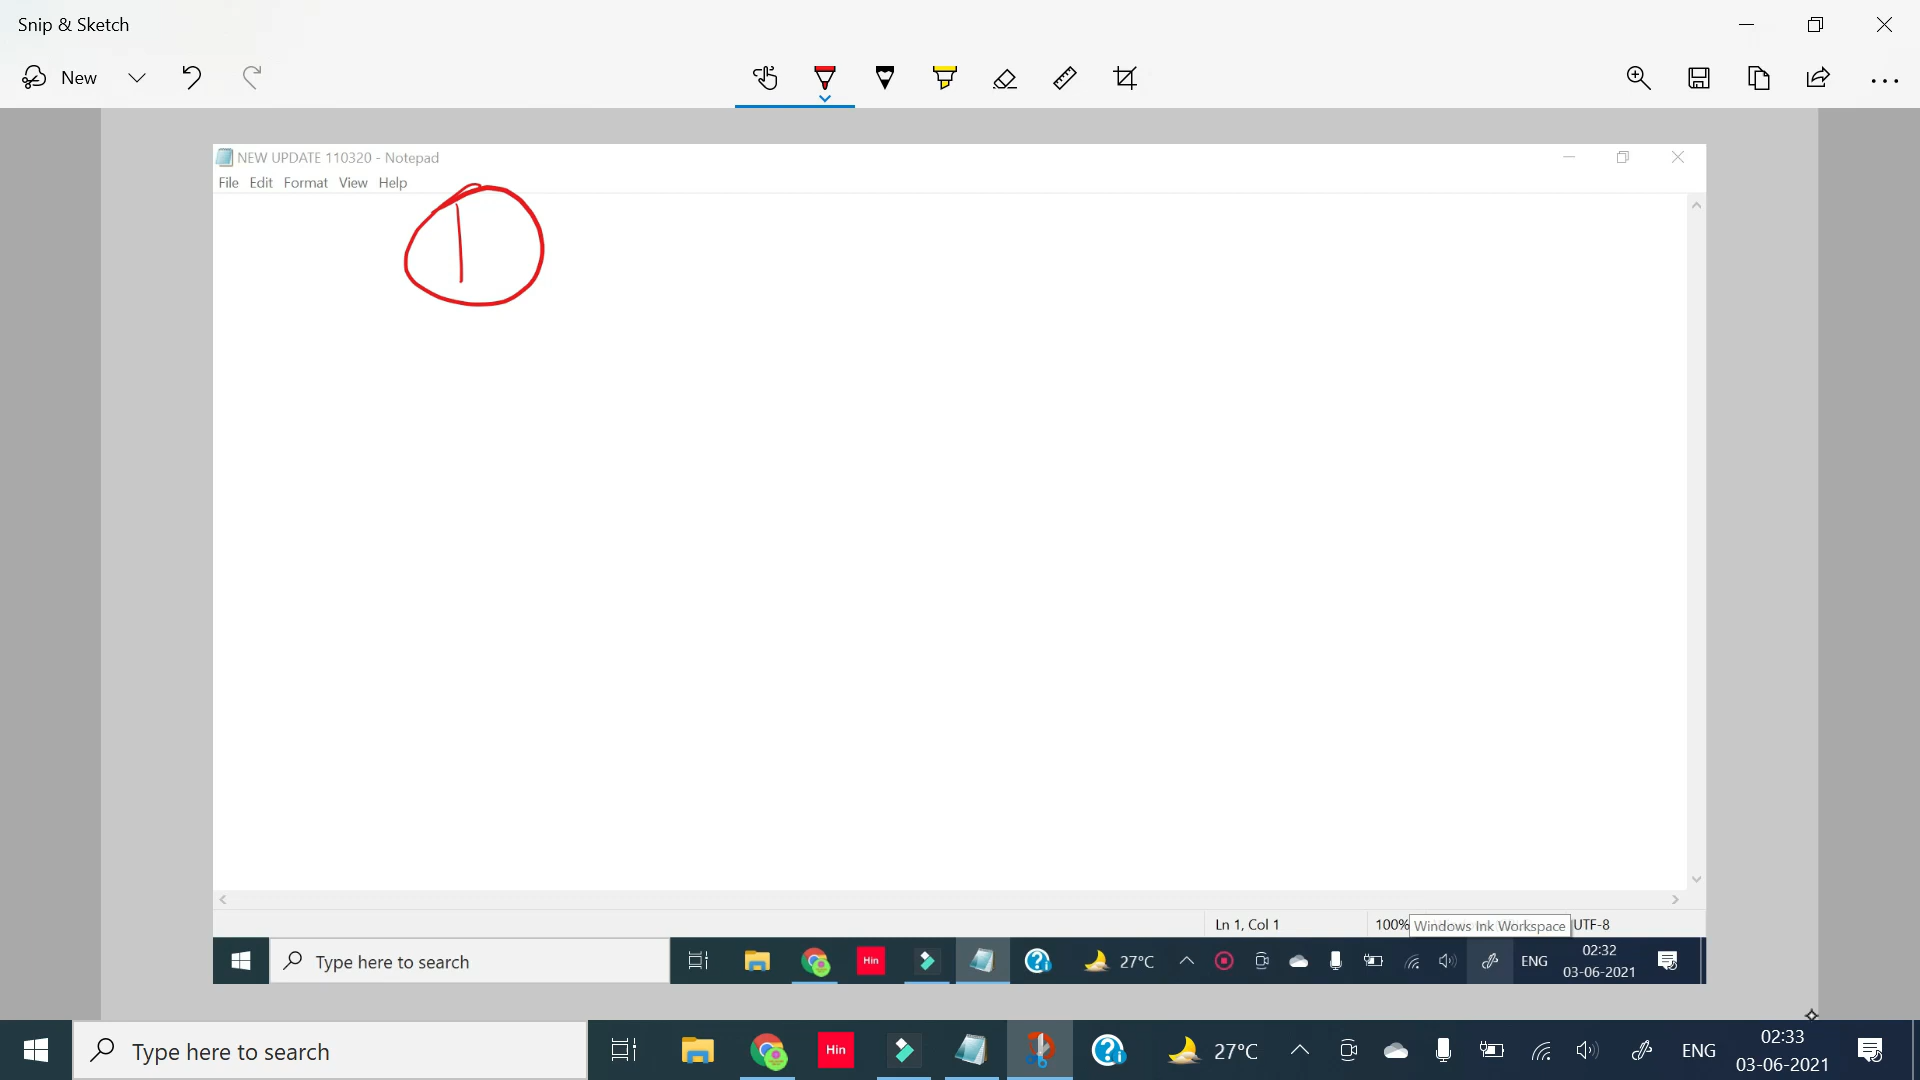 Snip & Sketch
New
NEW UPDATE 110320 - Notepad
File Edit Format View Help
1
Ln 1, Col 1 100% Windows Ink Workspace UTF-8
Type here to search Hin 27°C ENG 02:32
03-06-2021
Type here to search Hin 27°C ENG 02:33
03-06-2021